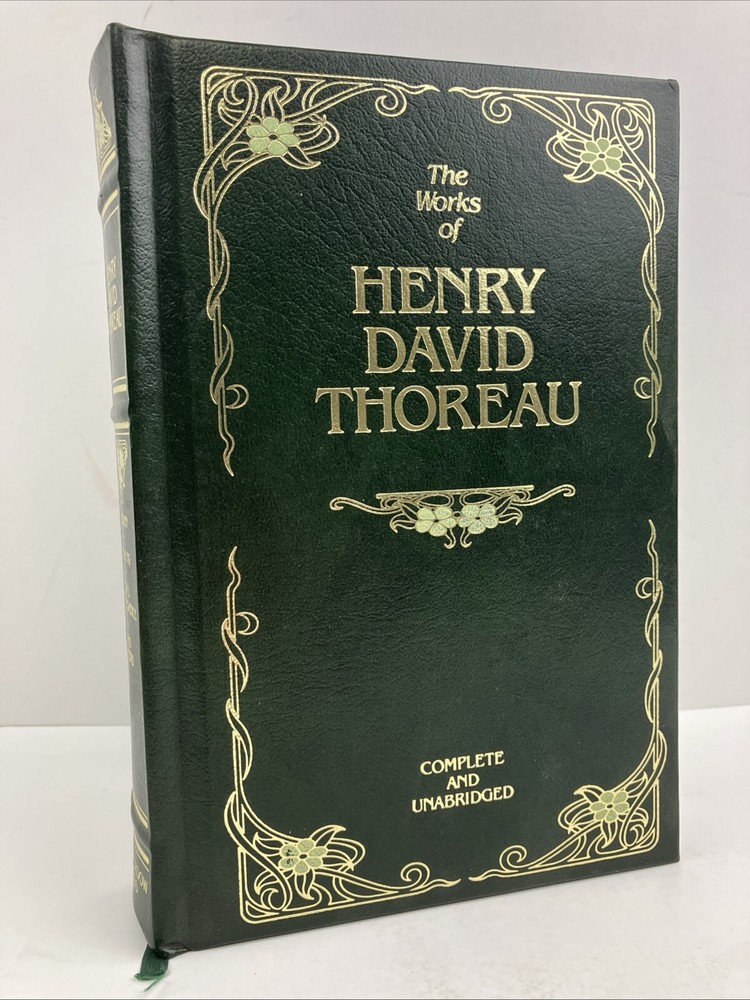 The
Works
of
HENRY
DAVID
THOREAU
COMPLETE
AND
UNABRIDGED